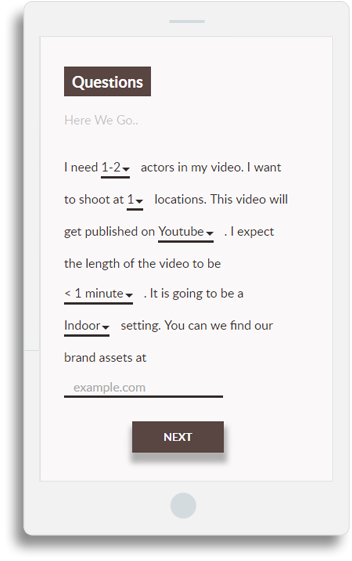 Questions
Here We Go..
I need 1-2 actors in my video. I want
to shoot at 1 locations. This video will
get published on Youtube . I expect
the length of the video to be
< 1 minute . It is going to be a
Indoor setting. You can we find our
brand assets at
example.com
NEXT